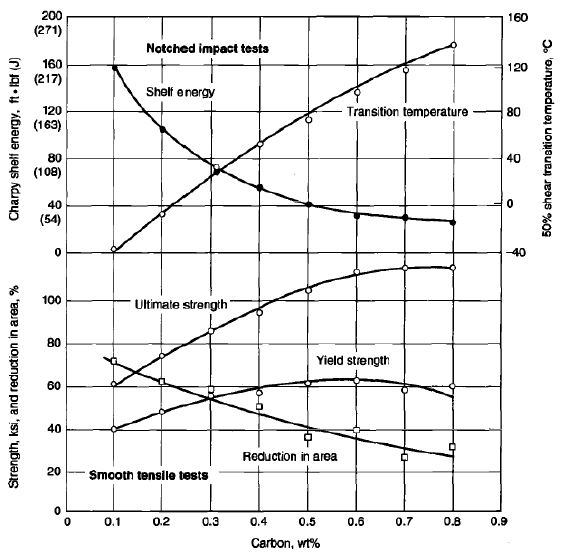 200
(271)
160
(217)
120
(163)
80
(108)
40
(54)
0
Charpy shelf energy, ft•lbf (J)
Notched impact tests
Shelf energy
Transition temperature
160
120
80
40
0
-40
50% shear transition temperature, °C
100
80
60
40
20
0
Strength, ksi, and reduction in area, %
Ultimate strength
Yield strength
Reduction in area
Smooth tensile tests
0 0.1 0.2 0.3 0.4 0.5 0.6 0.7 0.8 0.9
Carbon, wt%